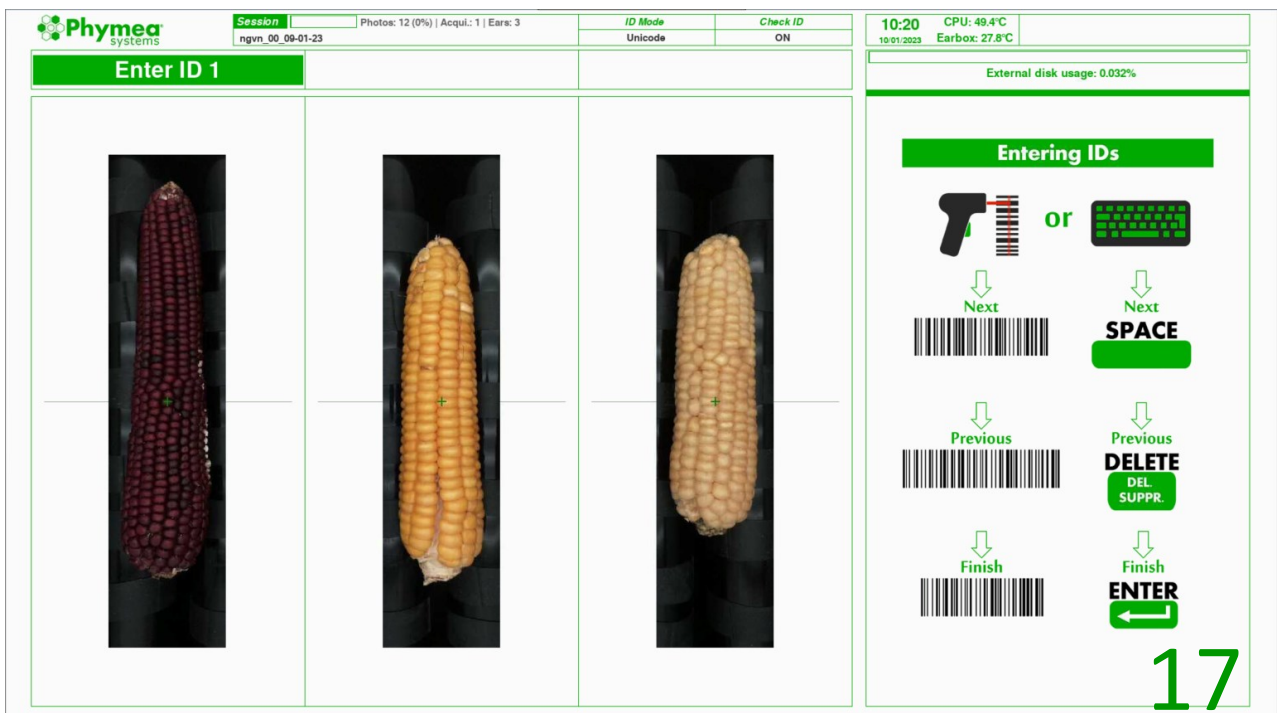 Phymea
systems
Session
Photos: 12 (0%) | Acqui.: 1 | Ears: 3
ngvn_00_09-01-23
ID Mode
Unicode
Check ID
ON
10:20
10/01/2023
CPU: 49.4°C
Earbox: 27.8°C
Enter ID 1
External disk usage: 0.032%
Entering IDs
or
Next
Next
SPACE
Previous
Previous
DELETE
DEL.
SUPPR.
Finish
Finish
ENTER
17